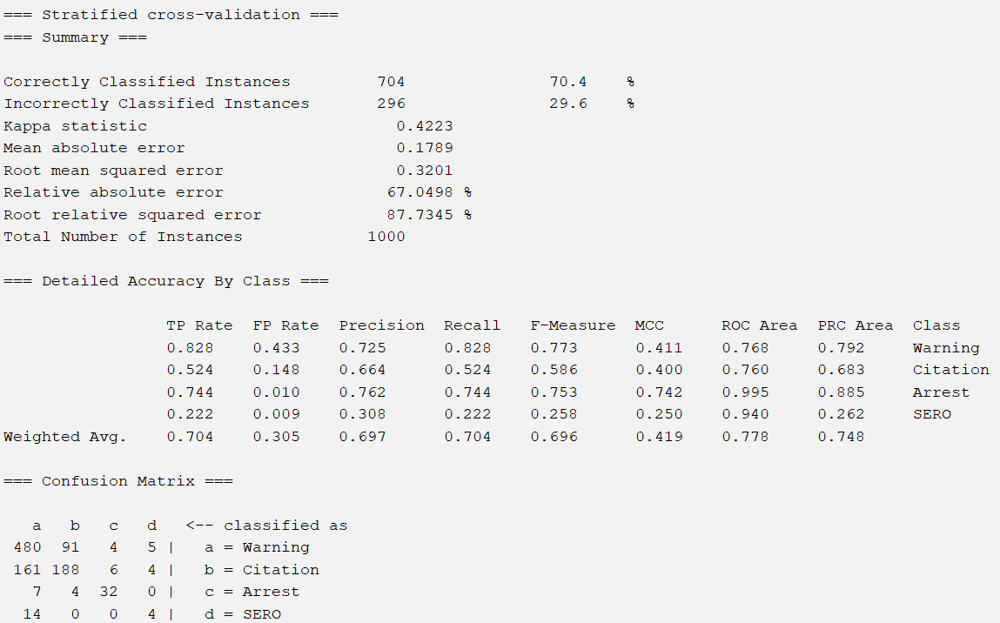 === Stratified cross-validation ===
=== Summary ===
Correctly Classified Instances         704               70.4    %
Incorrectly Classified Instances       296               29.6    %
Kappa statistic                          0.4223
Mean absolute error                      0.1789
Root mean squared error                  0.3201
Relative absolute error                 67.0498 %
Root relative squared error             87.7345 %
Total Number of Instances             1000
=== Detailed Accuracy By Class ===
                 TP Rate  FP Rate  Precision  Recall   F-Measure  MCC      ROC Area  PRC Area  Class
                 0.828    0.433    0.725      0.828    0.773      0.411    0.768     0.792     Warning
                 0.524    0.148    0.664      0.524    0.586      0.400    0.760     0.683     Citation
                 0.744    0.010    0.762      0.744    0.753      0.742    0.995     0.885     Arrest
                 0.222    0.009    0.308      0.222    0.258      0.250    0.940     0.262     SERO
Weighted Avg.    0.704    0.305    0.697      0.704    0.696      0.419    0.778     0.748
=== Confusion Matrix ===
   a   b   c   d   <-- classified as
 480  91   4   5 |   a = Warning
 161 188   6   4 |   b = Citation
   7   4  32   0 |   c = Arrest
  14   0   0   4 |   d = SERO